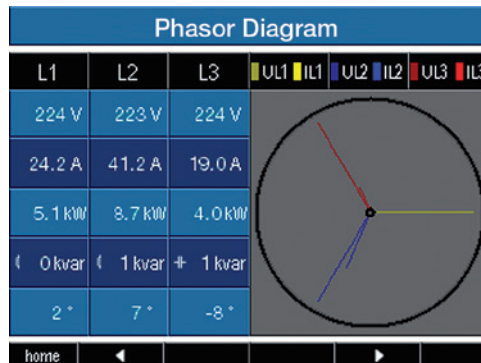 Phasor Diagram
L1 L2 L3 UL1 IL1 UL2 IL2 UL3 IL3
224 V 223 V 224 V
24.2 A 41.2 A 19.0 A
5.1 kW 8.7 kW 4.0 kW
0 kvar 1 kvar 1 kvar
2 ° 7 ° -8 °
home